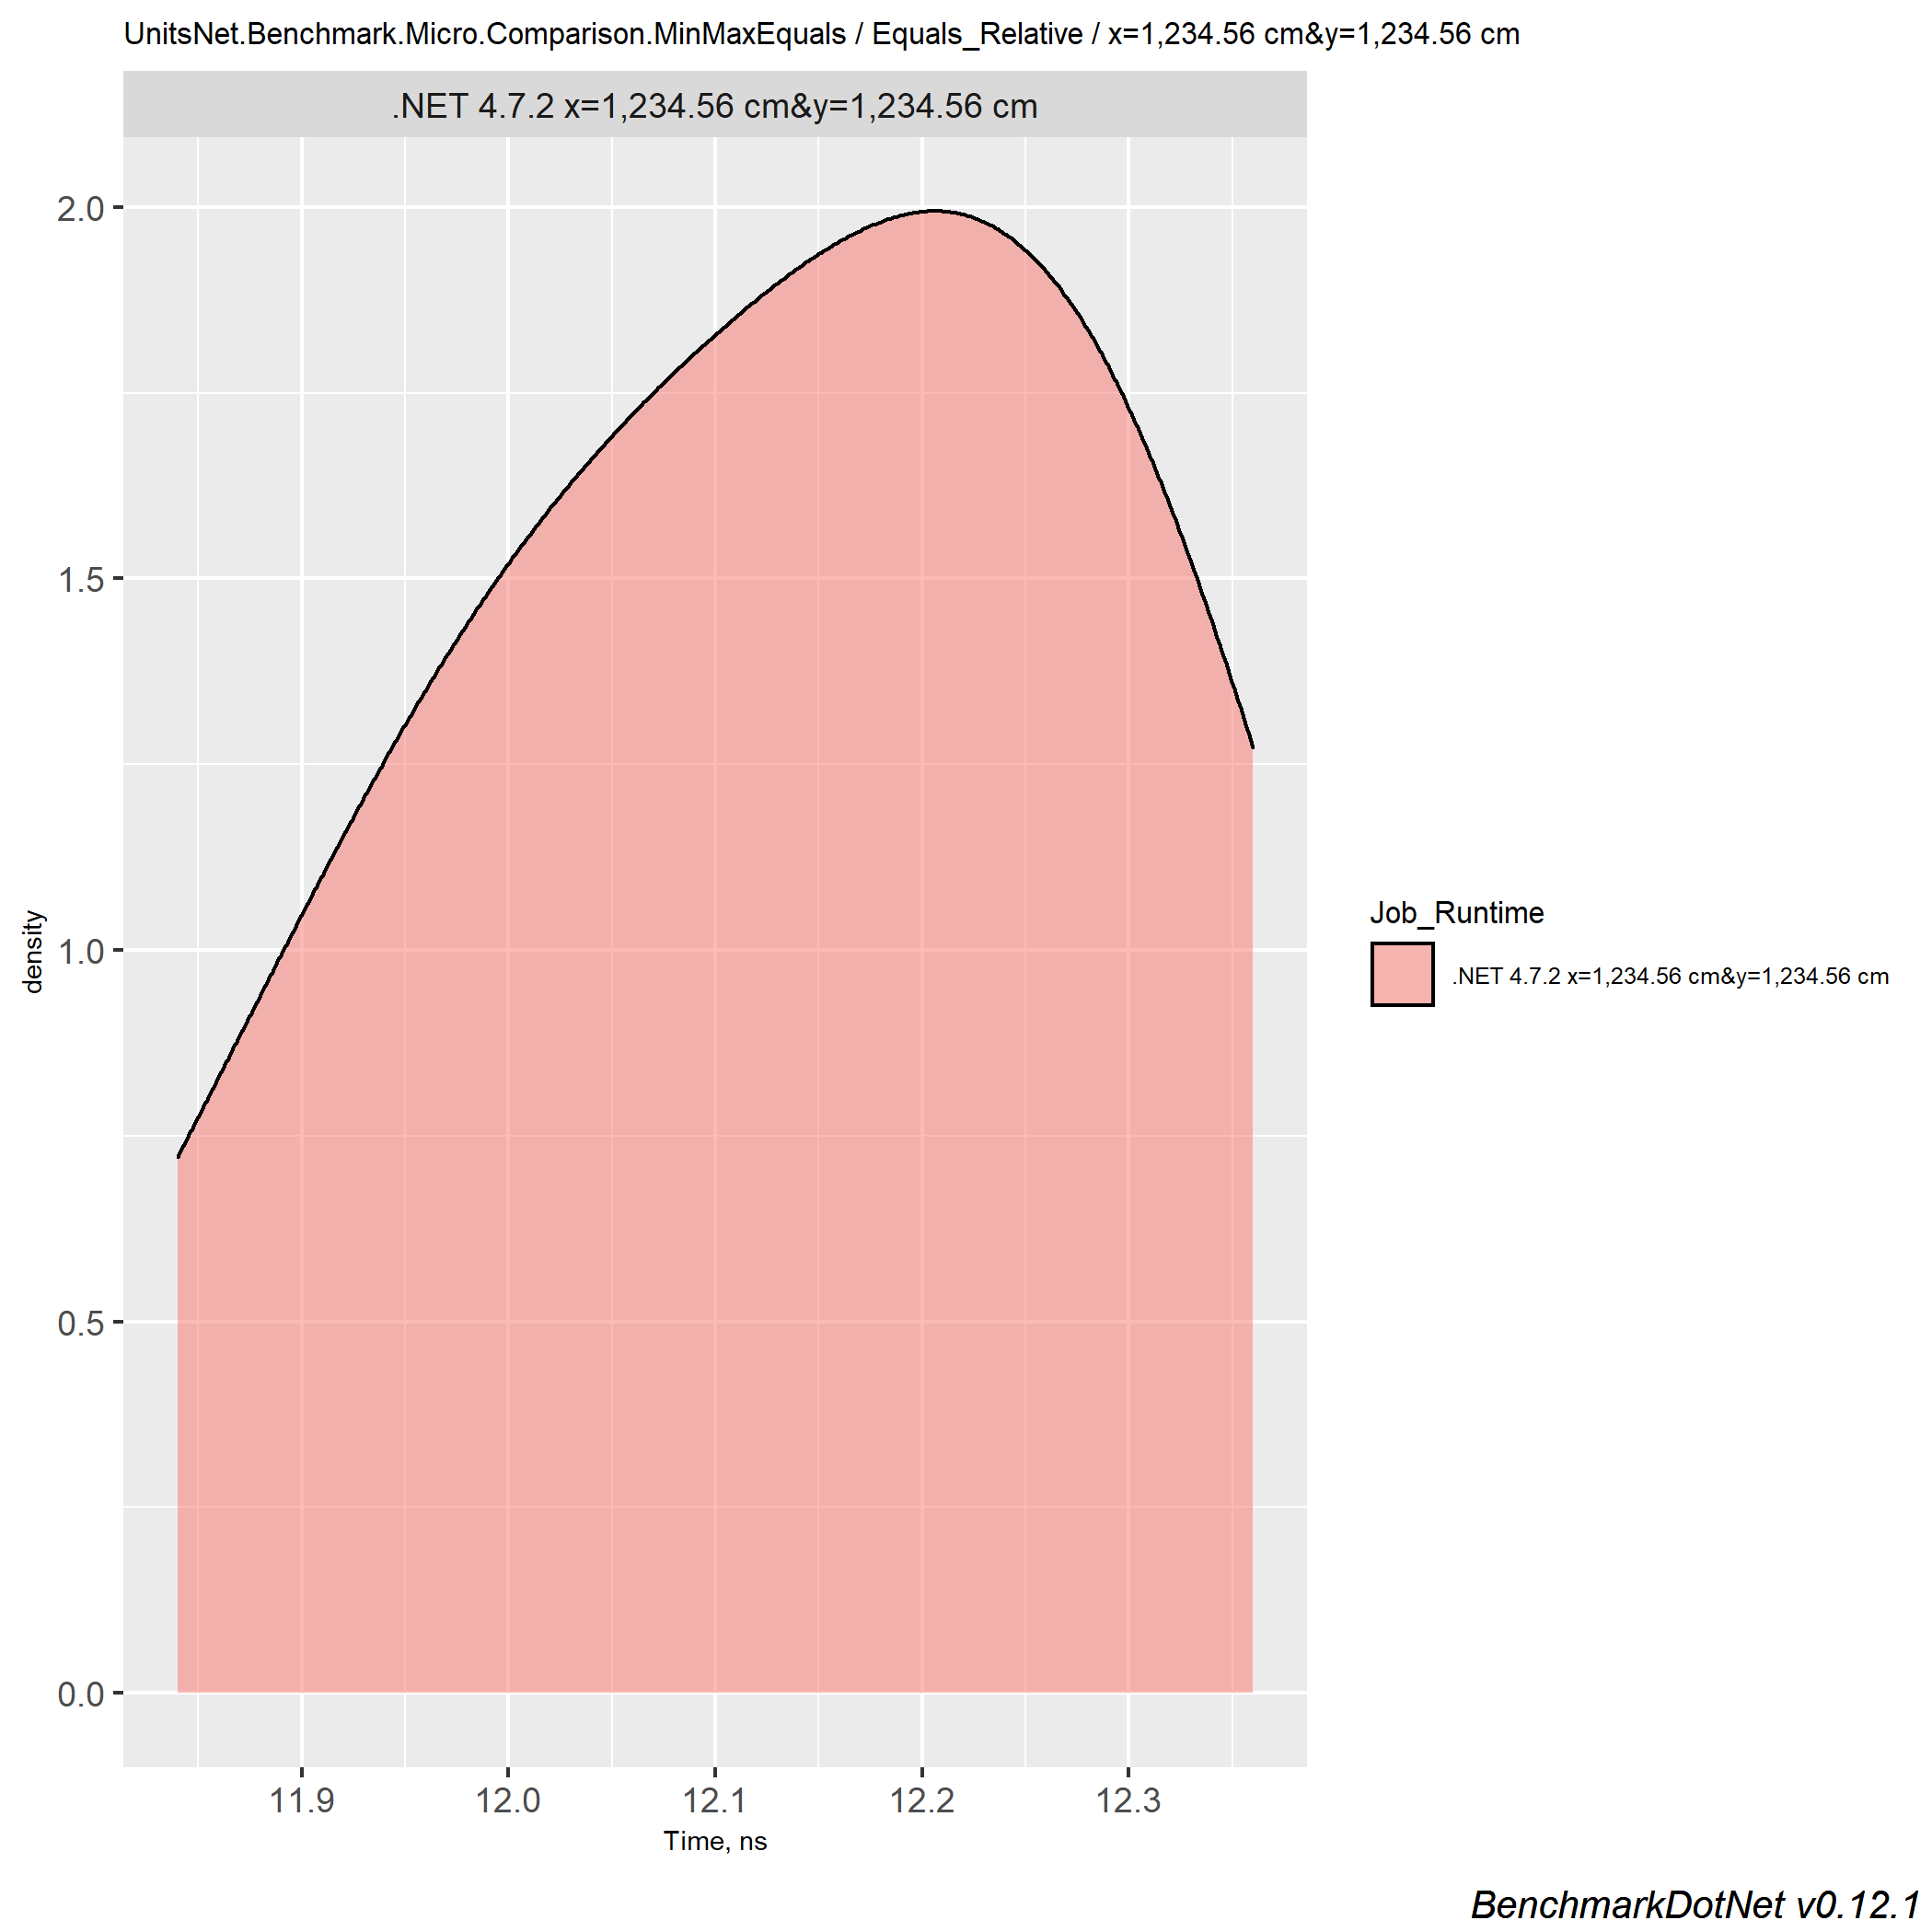 UnitsNet.Benchmark.Micro.Comparison.MinMaxEquals / Equals_Relative / x=1,234.56 cm&y=1,234.56 cm
.NET 4.7.2 x=1,234.56 cm&y=1,234.56 cm
2.0
1.5
1.0
0.5
0.0
density
11.9 12.0 12.1 12.2 12.3
Time, ns
Job_Runtime
.NET 4.7.2 x=1,234.56 cm&y=1,234.56 cm
BenchmarkDotNet v0.12.1